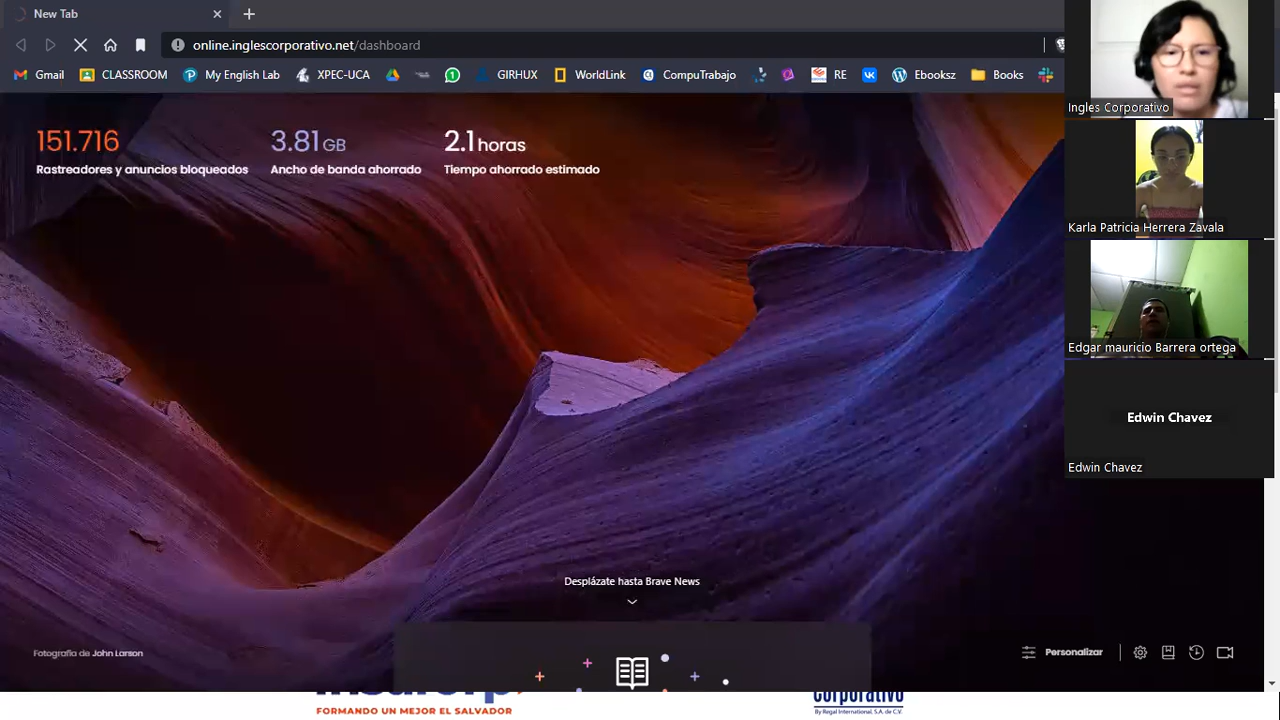 New Tab
online.inglescorporativo.net/dashboard
Gmail CLASSROOM My English Lab XPEC-UCA GIRHUX WorldLink CompuTrabajo RE Ebooksz Books
151.716
Rastreadores y anuncios bloqueados
3.81 GB
Ancho de banda ahorrado
2.1 horas
Tiempo ahorrado estimado
Ingles Corporativo
Karla Patricia Herrera Zavala
Edgar mauricio Barrera ortega
Edwin Chavez
Edwin Chavez
Desplázate hasta Brave News
Fotografía de John Larson
Personalizar
FORMANDO UN MEJOR EL SALVADOR
corporativo
By Regal International, S.A. de C.V.